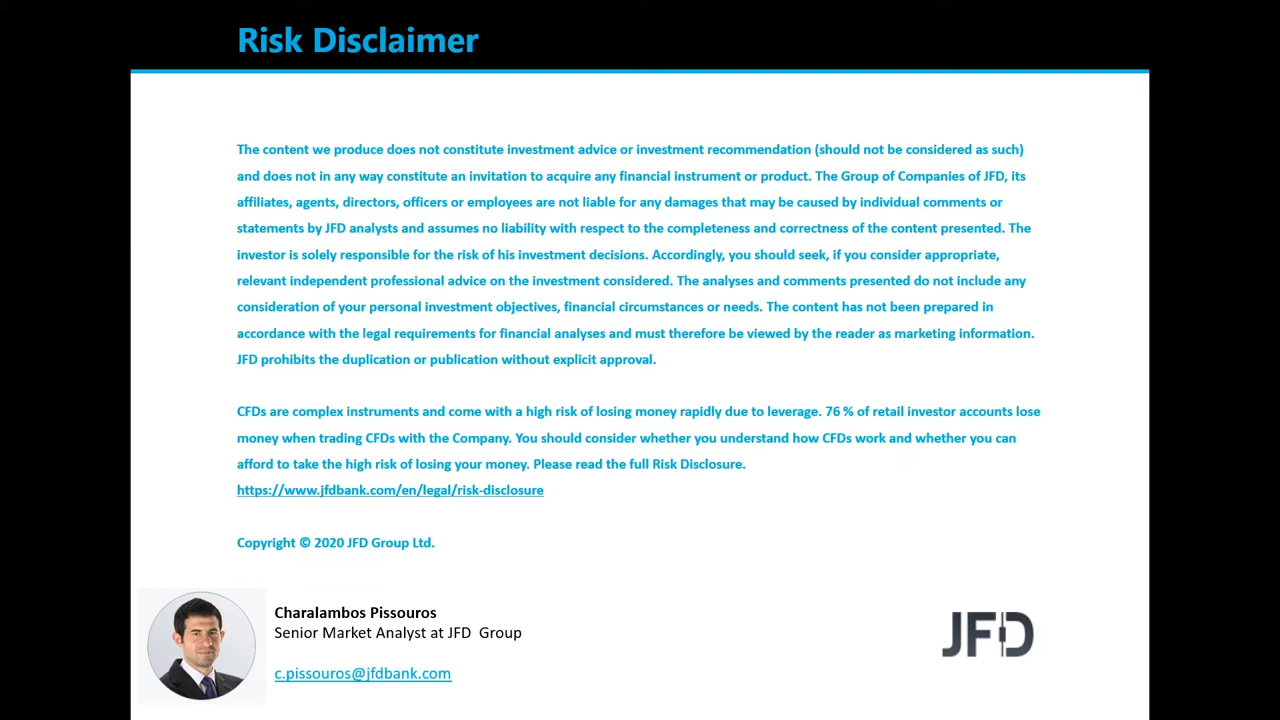 Risk Disclaimer
The content we produce does not constitute investment advice or investment recommendation (should not be considered as such)
and does not in any way constitute an invitation to acquire any financial instrument or product. The Group of Companies of JFD, its
affiliates, agents, directors, officers or employees are not liable for any damages that may be caused by individual comments or
statements by JFD analysts and assumes no liability with respect to the completeness and correctness of the content presented. The
investor is solely responsible for the risk of his investment decisions. Accordingly, you should seek, if you consider appropriate,
relevant independent professional advice on the investment considered. The analyses and comments presented do not include any
consideration of your personal investment objectives, financial circumstances or needs. The content has not been prepared in
accordance with the legal requirements for financial analyses and must therefore be viewed by the reader as marketing information.
JFD prohibits the duplication or publication without explicit approval.
CFDs are complex instruments and come with a high risk of losing money rapidly due to leverage. 76 % of retail investor accounts lose
money when trading CFDs with the Company. You should consider whether you understand how CFDs work and whether you can
afford to take the high risk of losing your money. Please read the full Risk Disclosure.
https://www.jfdbank.com/en/legal/risk-disclosure
Copyright © 2020 JFD Group Ltd.
Charalambos Pissouros
Senior Market Analyst at JFD Group
c.pissouros@jfdbank.com
JFD